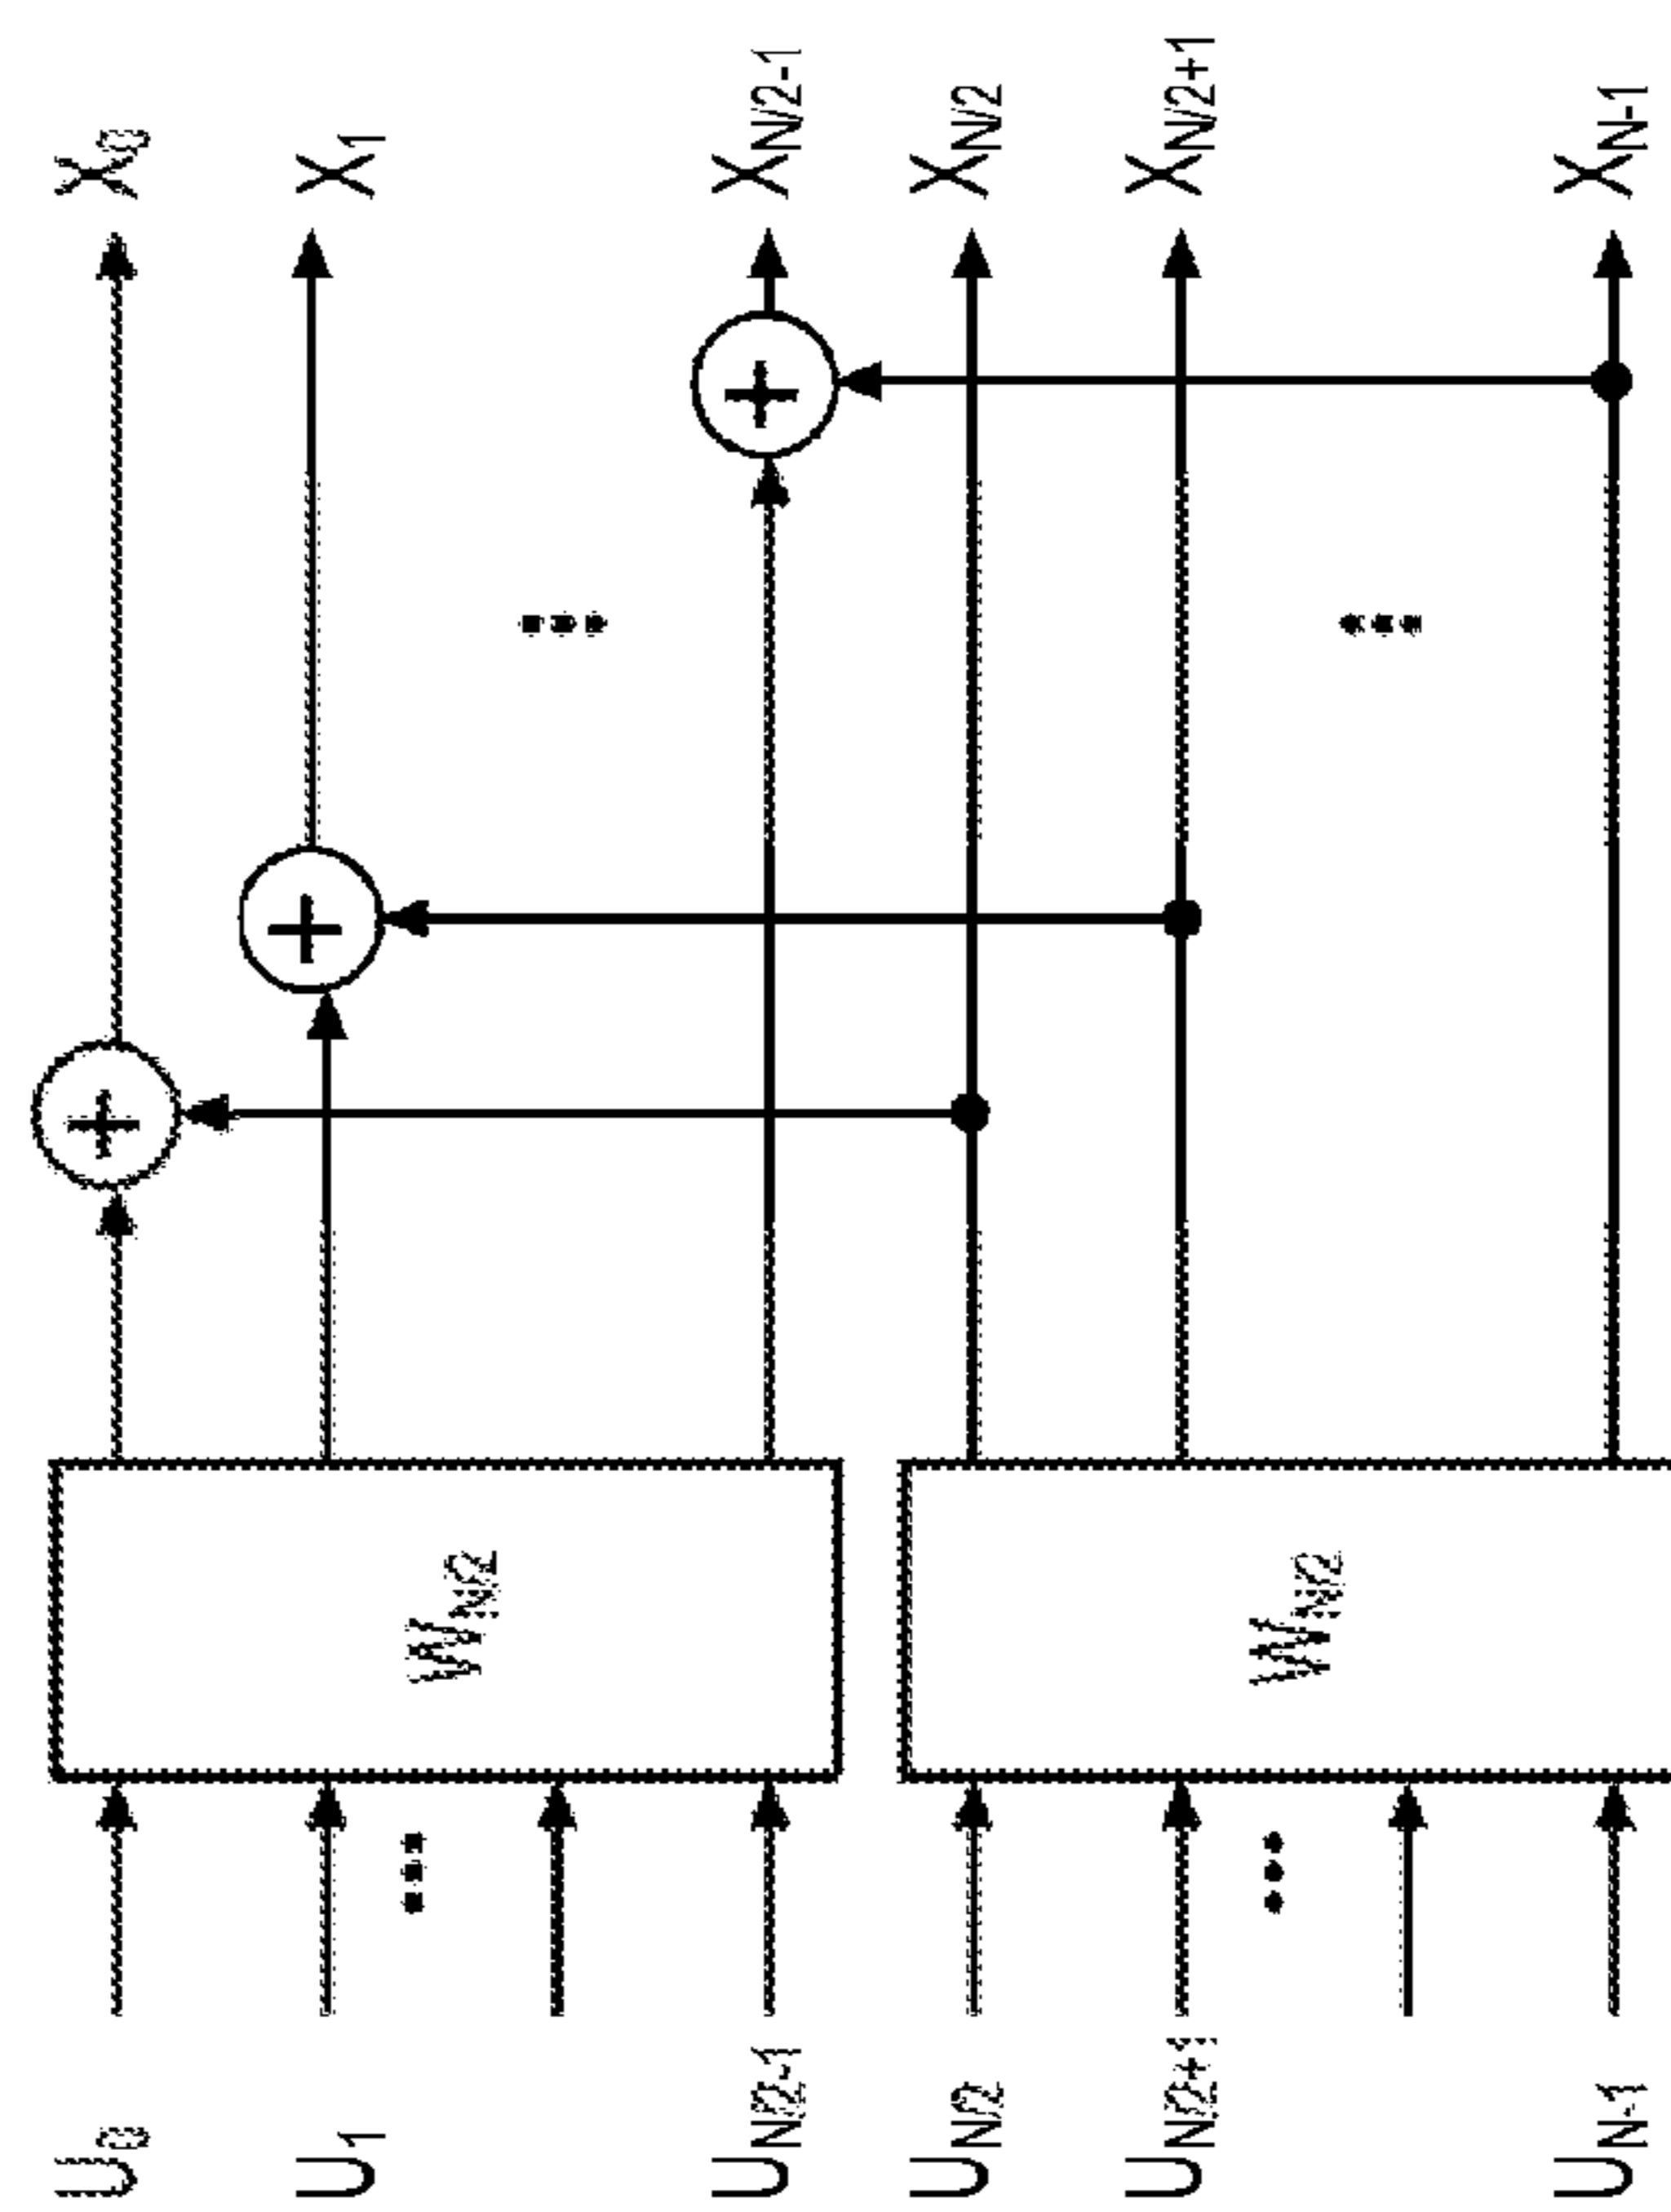 U0
U1
UN/2-1
UN/2
UN/2+1
UN-1
WN/2
WN/2
+
+
+
X0
X1
XN/2-1
XN/2
XN/2+1
XN-1